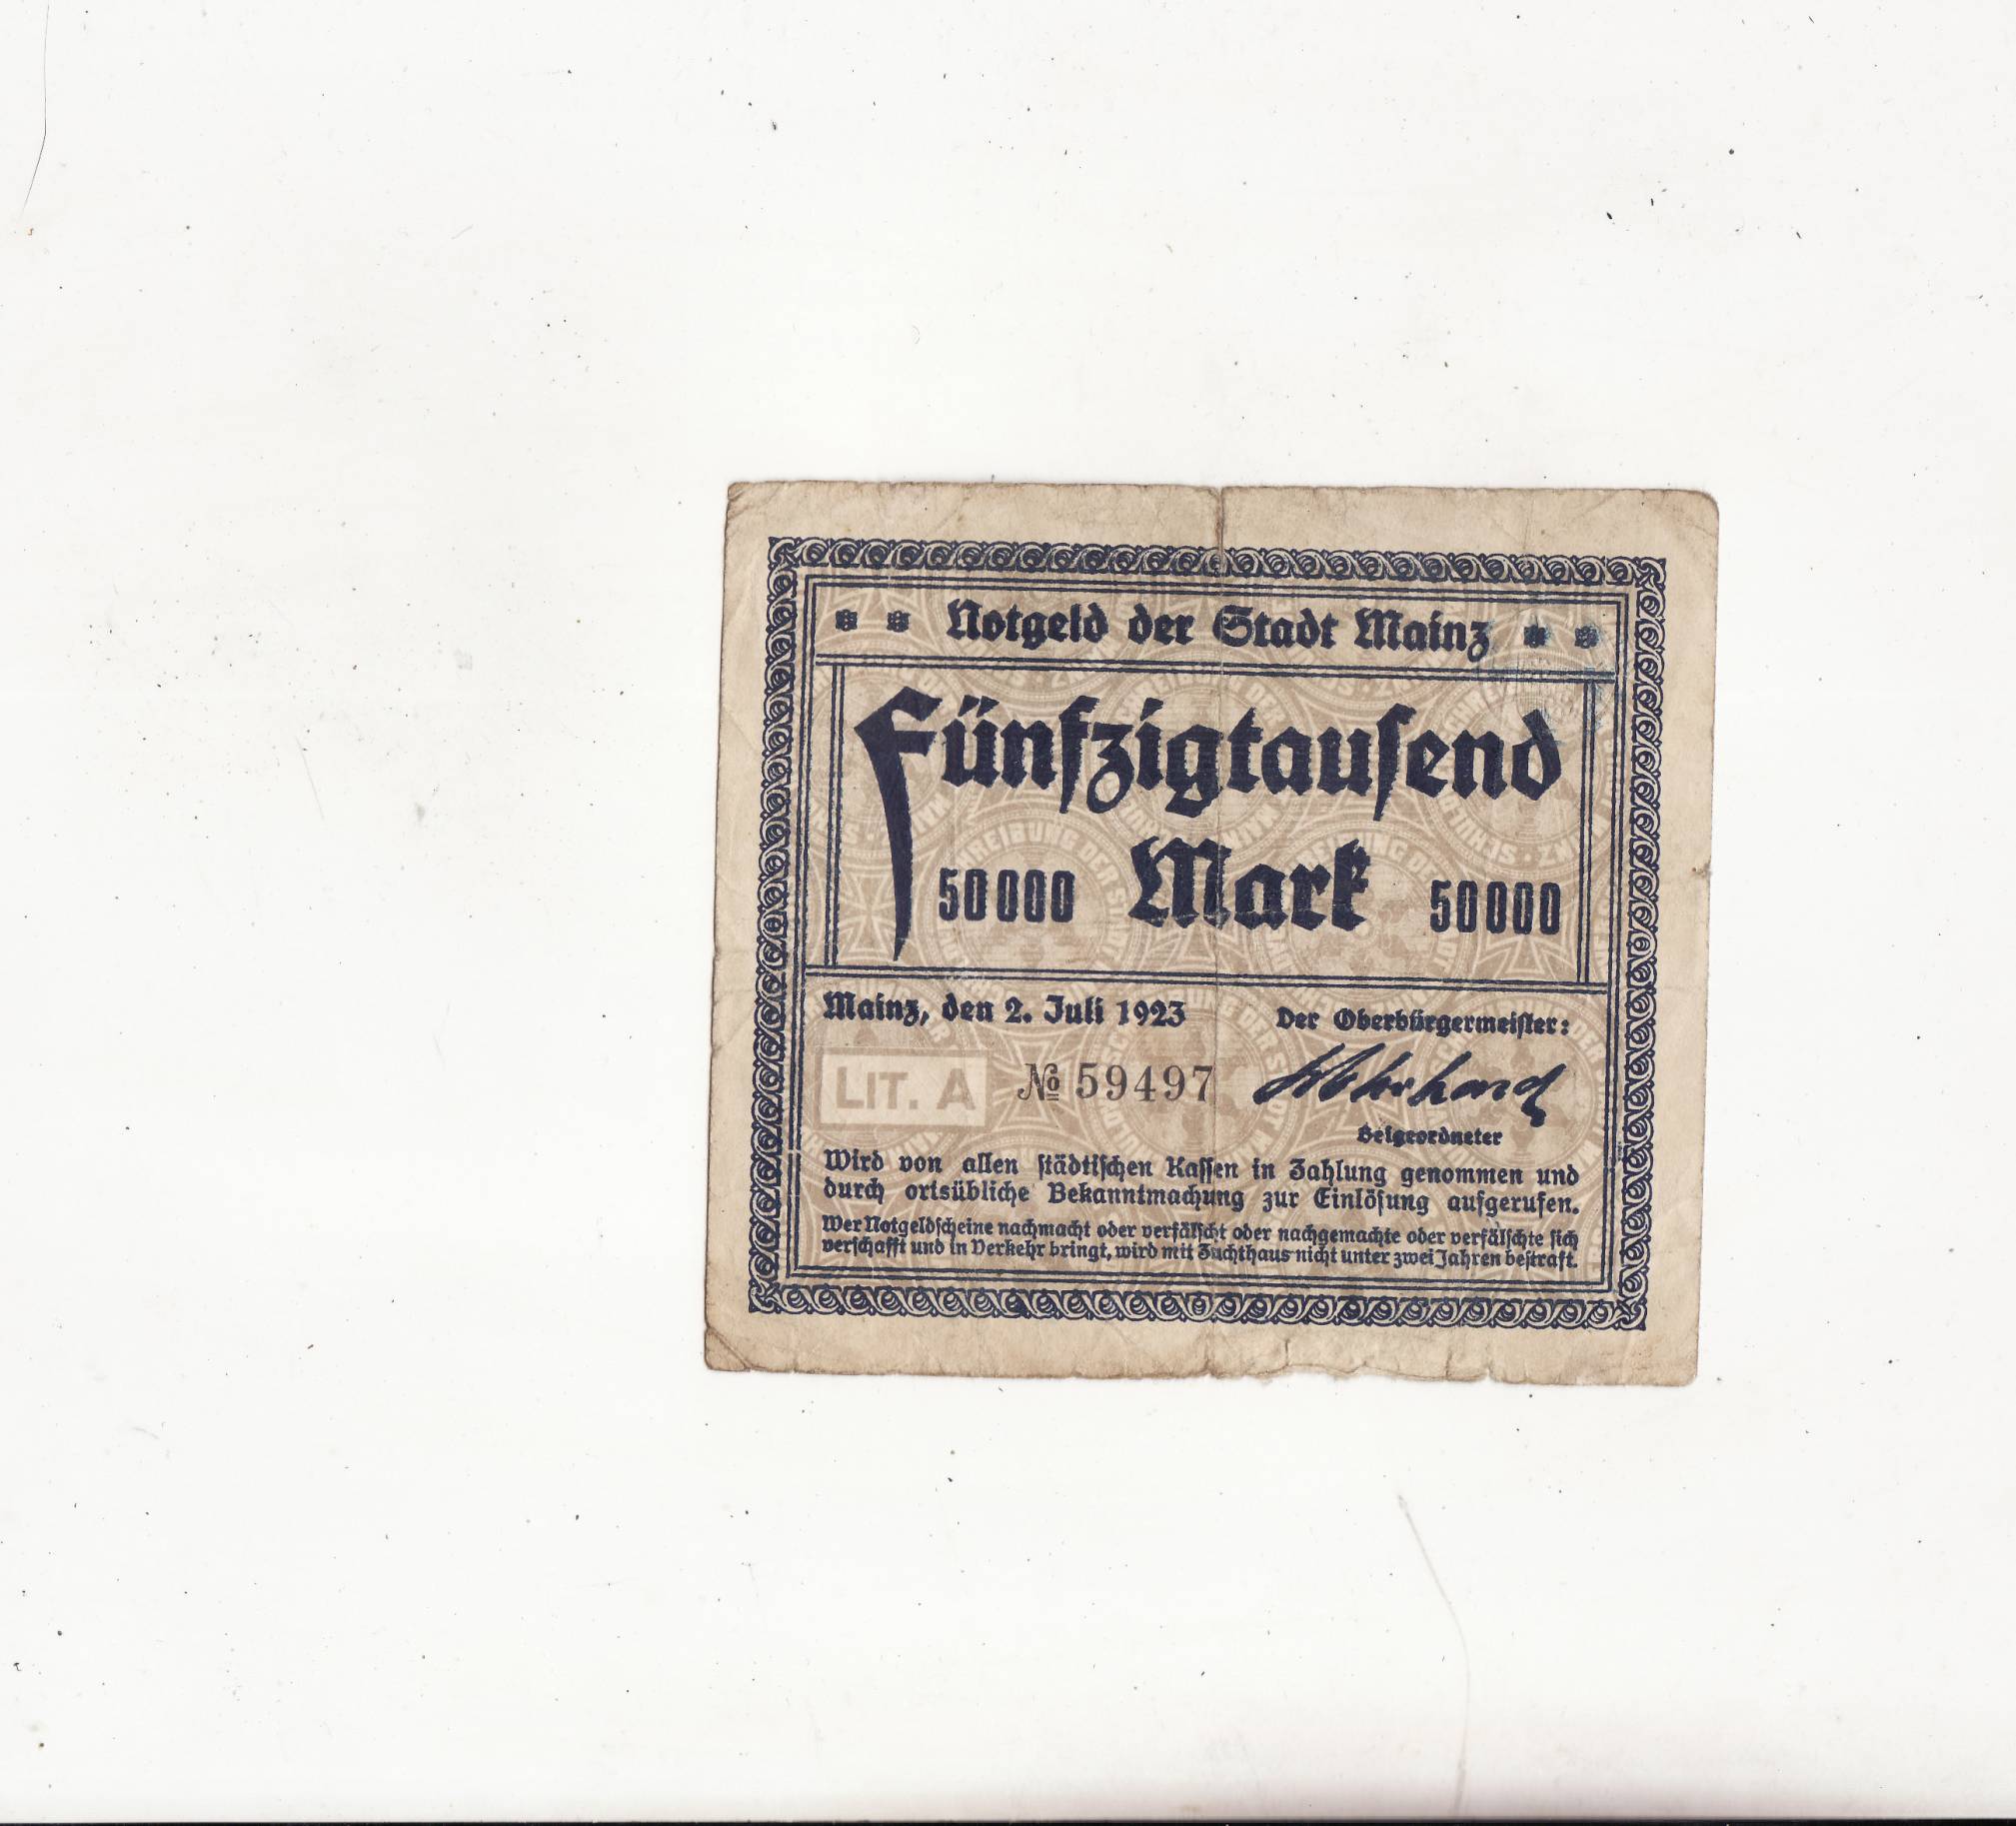 Notgeld der Stadt Mainz
Fünfzigtausend
50000 Mark 50000
Mainz, den 2. Juli 1923
Der Oberbürgermeister:
LIT. A
№ 59497
Beigeordneter
Wird von allen städtischen Kassen in Zahlung genommen und
durch ortsübliche Bekanntmachung zur Einlösung aufgerufen.
Wer Notgeldscheine nachmacht oder verfälscht oder nachgemachte oder verfälschte sich
verschafft und in Verkehr bringt, wird mit Zuchthaus nicht unter zwei Jahren bestraft.